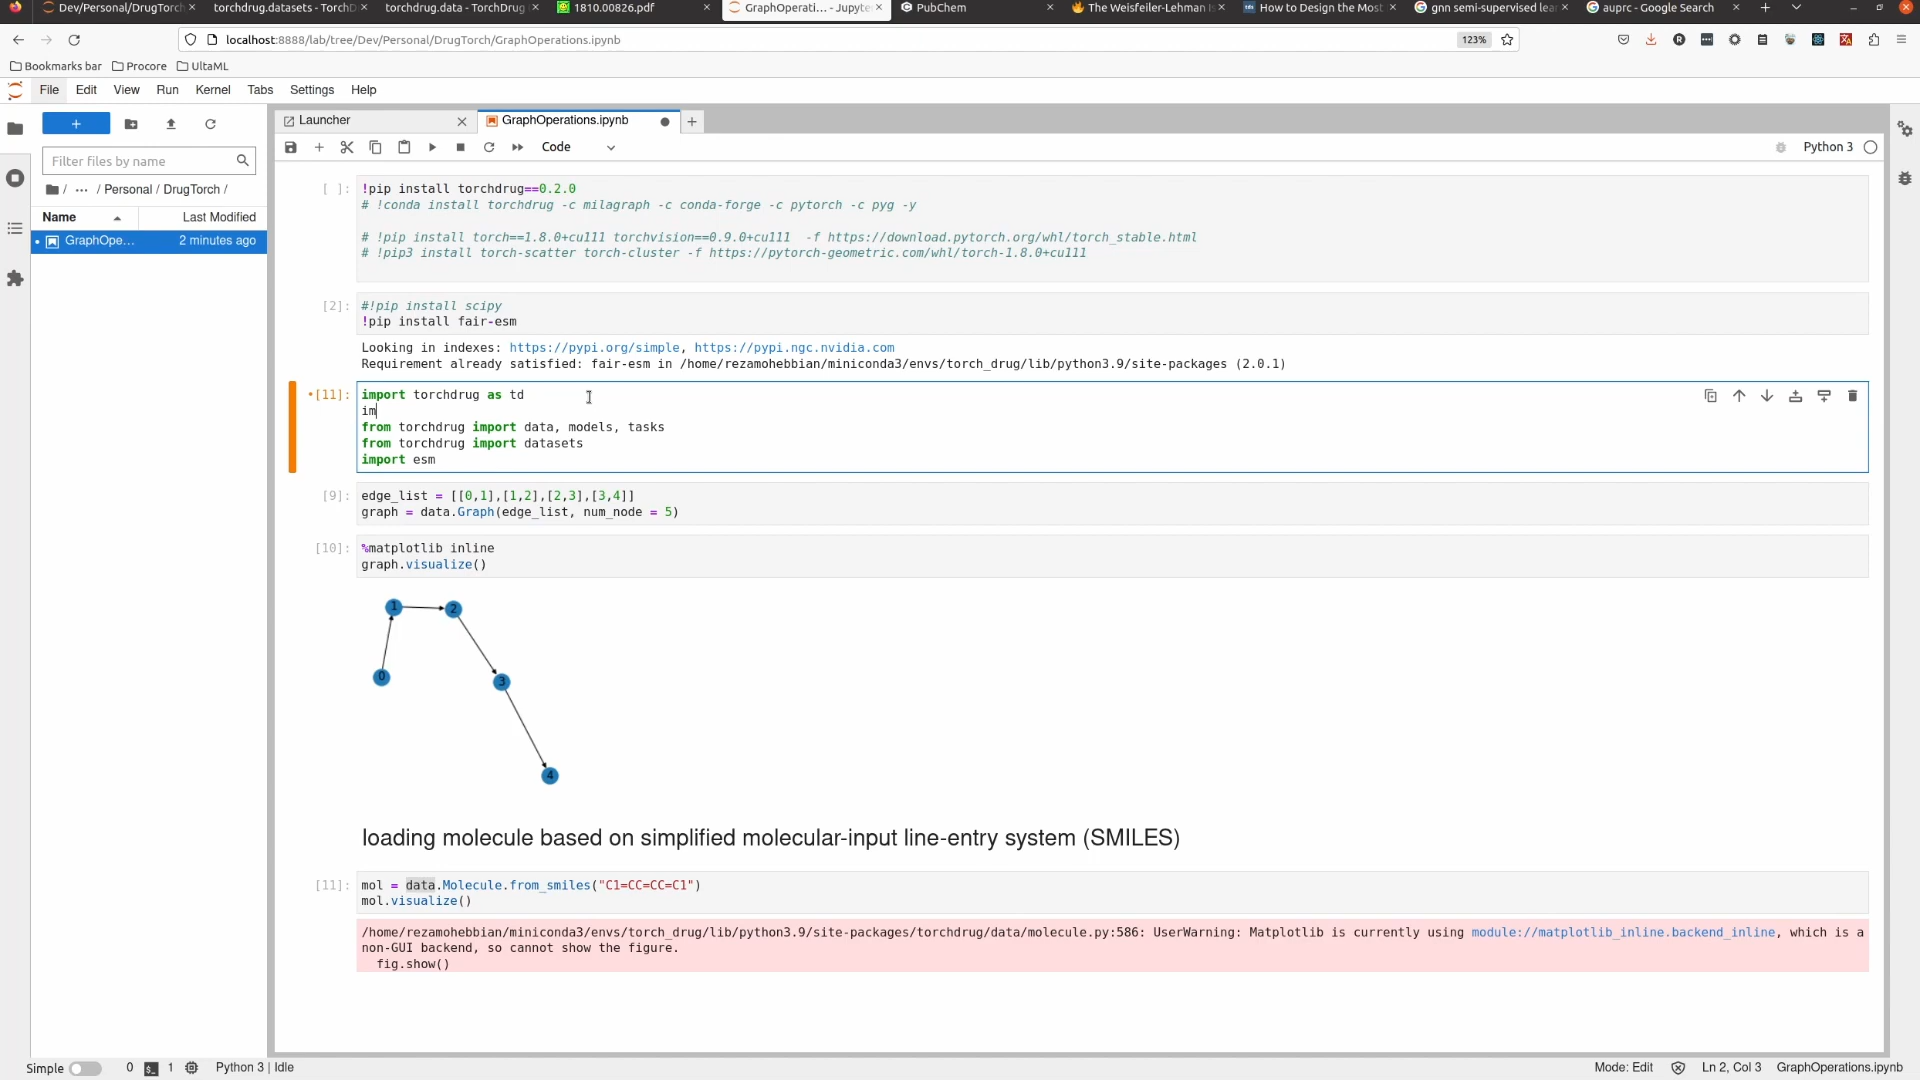 Dev/Personal/DrugTorch
torchdrug.datasets - TorchD
torchdrug.data - TorchDrug
1810.00826.pdf
GraphOperati… - Jupyte
PubChem
The Weisfeiler-Lehman Is
How to Design the Most
gnn semi-supervised lea
auprc - Google Search
localhost:8888/lab/tree/Dev/Personal/DrugTorch/GraphOperations.ipynb
123%
Bookmarks bar
Procore
UltaML
File Edit View Run Kernel Tabs Settings Help
Launcher
GraphOperations.ipynb
Filter files by name
Code
Python 3
/ … / Personal / DrugTorch /
Name
Last Modified
GraphOpe…
2 minutes ago
[ ]:
!pip install torchdrug==0.2.0
# !conda install torchdrug -c milagraph -c conda-forge -c pytorch -c pyg -y
# !pip install torch==1.8.0+cu111 torchvision==0.9.0+cu111  -f https://download.pytorch.org/whl/torch_stable.html
# !pip3 install torch-scatter torch-cluster -f https://pytorch-geometric.com/whl/torch-1.8.0+cu111
[2]:
#!pip install scipy
!pip install fair-esm
Looking in indexes: https://pypi.org/simple, https://pypi.ngc.nvidia.com
Requirement already satisfied: fair-esm in /home/rezamohebbian/miniconda3/envs/torch_drug/lib/python3.9/site-packages (2.0.1)
•[11]:
import torchdrug as td
im
from torchdrug import data, models, tasks
from torchdrug import datasets
import esm
[9]:
edge_list = [[0,1],[1,2],[2,3],[3,4]]
graph = data.Graph(edge_list, num_node = 5)
[10]:
%matplotlib inline
graph.visualize()
1
2
0
3
4
loading molecule based on simplified molecular-input line-entry system (SMILES)
[11]:
mol = data.Molecule.from_smiles("C1=CC=CC=C1")
mol.visualize()
/home/rezamohebbian/miniconda3/envs/torch_drug/lib/python3.9/site-packages/torchdrug/data/molecule.py:586: UserWarning: Matplotlib is currently using module://matplotlib_inline.backend_inline, which is a
non-GUI backend, so cannot show the figure.
fig.show()
Simple
0
1
Python 3 | Idle
Mode: Edit
Ln 2, Col 3
GraphOperations.ipynb